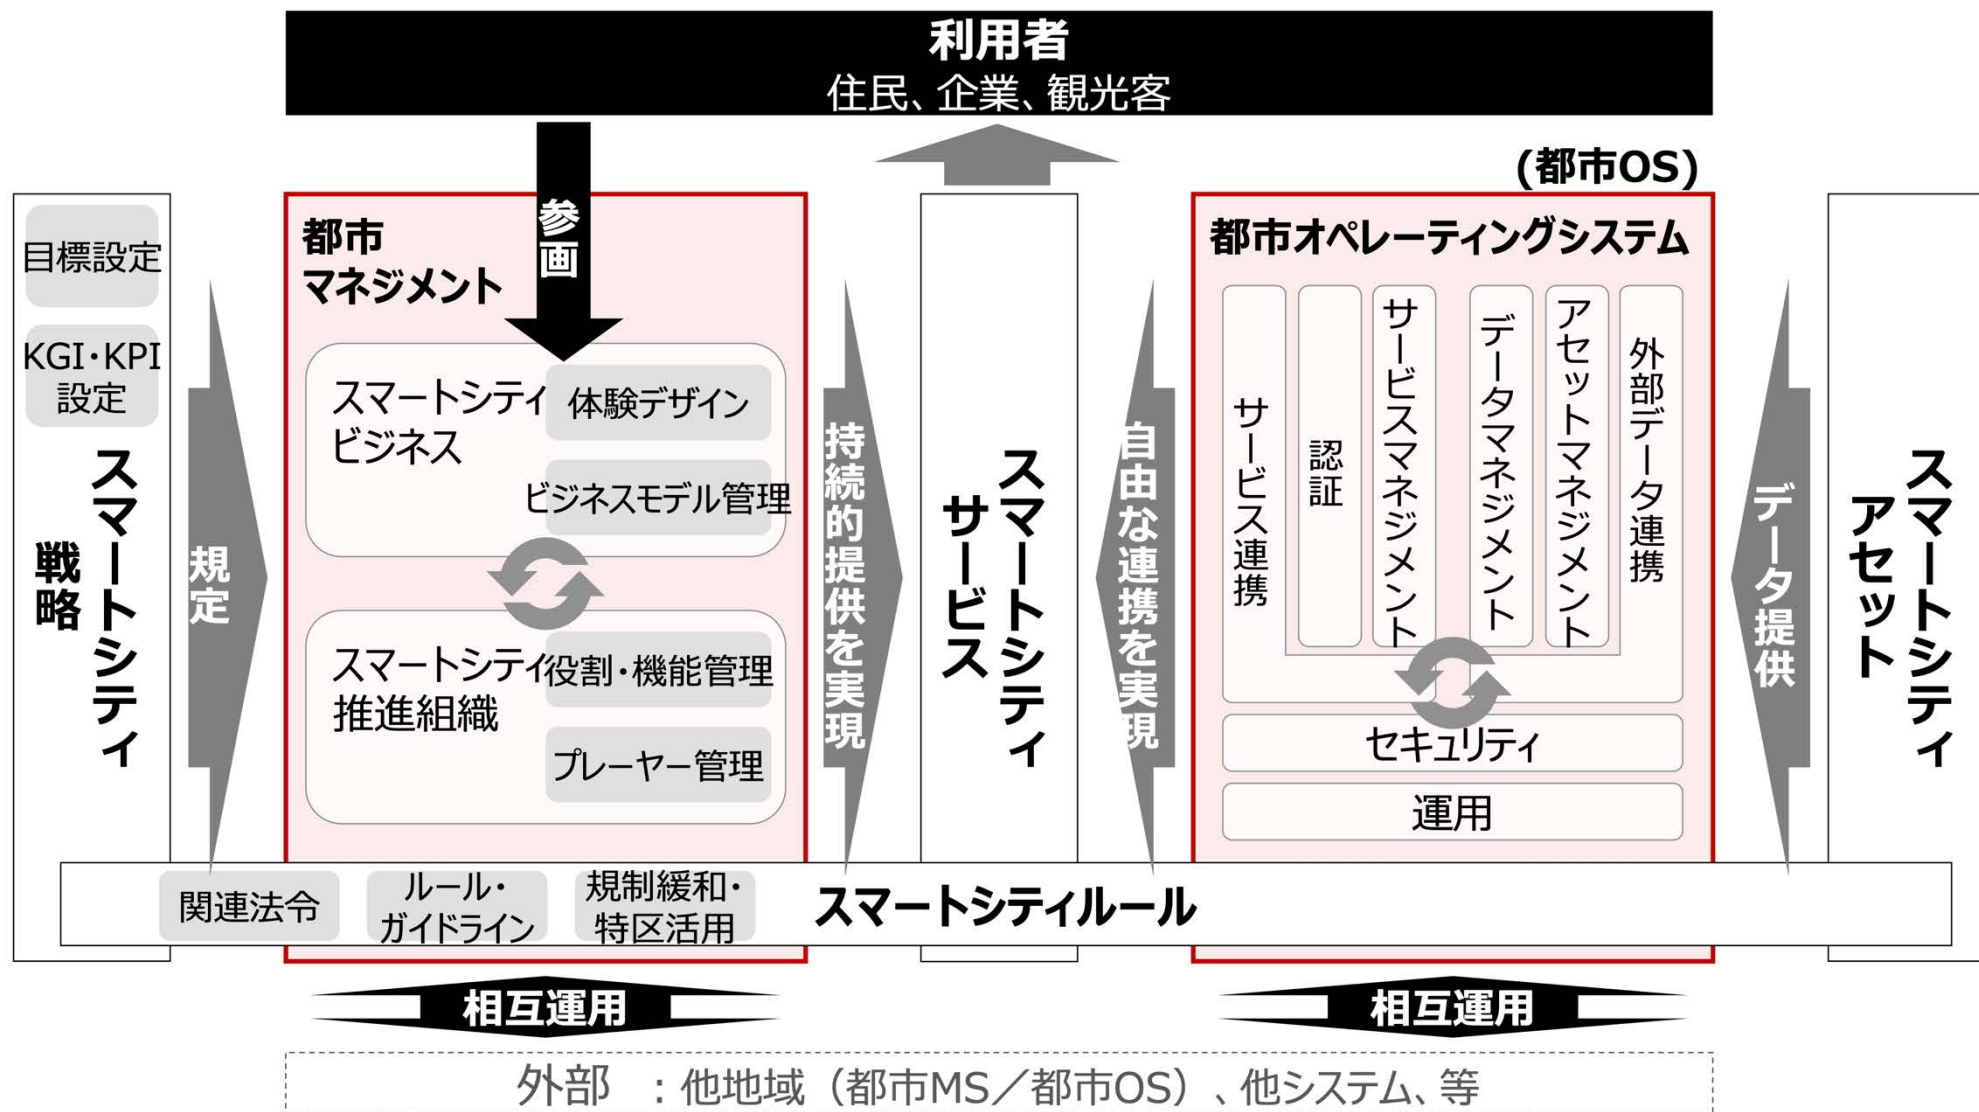 利用者
住民、企業、観光客
(都市OS)
目標設定
KGI・KPI
設定
スマートシティ
戦略
規定
都市
マネジメント
参画
スマートシティ
ビジネス
体験デザイン
ビジネスモデル管理
スマートシティ
推進組織
役割・機能管理
プレーヤー管理
持続的提供を実現
スマートシティ
サービス
自由な連携を実現
都市オペレーティングシステム
サービス連携
認証
サービスマネジメント
データマネジメント
アセットマネジメント
外部データ連携
セキュリティ
運用
データ提供
スマートシティ
アセット
関連法令
ルール・
ガイドライン
規制緩和・
特区活用
スマートシティルール
相互運用
相互運用
外部 : 他地域（都市MS／都市OS）、他システム、等